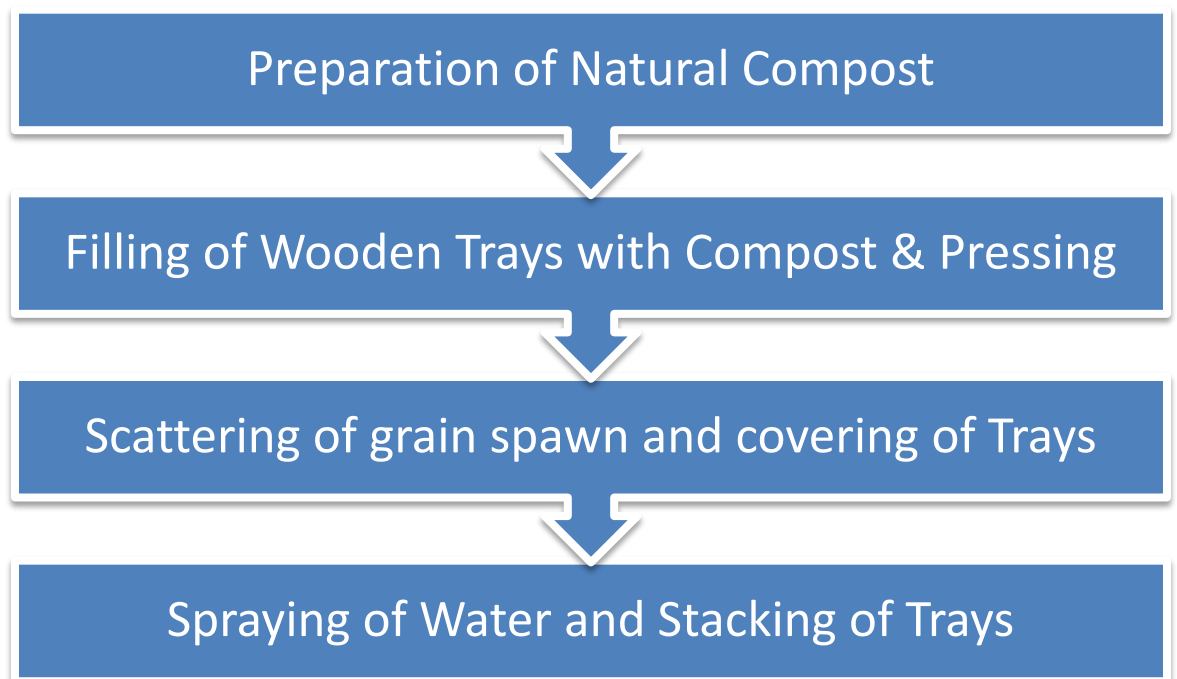 Preparation of Natural Compost
Filling of Wooden Trays with Compost & Pressing
Scattering of grain spawn and covering of Trays
Spraying of Water and Stacking of Trays